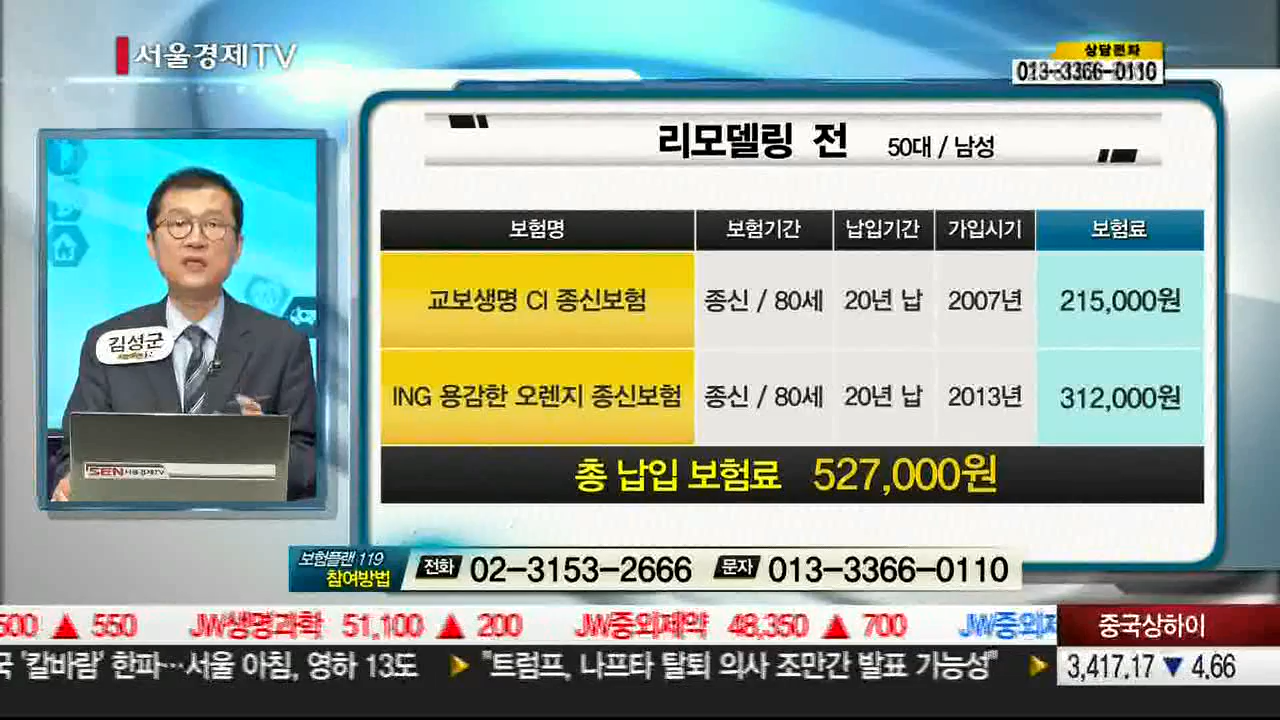 서울경제TV
상담문자
013-3366-0110
리모델링 전 50대 / 남성
보험명 보험기간 납입기간 가입시기 보험료
교보생명 CI 종신보험 종신 / 80세 20년 납 2007년 215,000원
ING 용감한 오렌지 종신보험 종신 / 80세 20년 납 2013년 312,000원
총 납입 보험료 527,000원
김성군
SEN 서울경제TV
보험플랜 119
참여방법
전화 02-3153-2666 문자 013-3366-0110
500 ▲ 550 JW생명과학 51,100 ▲ 200 JW중외제약 48,350 ▲ 700 JW중외제
중국상하이
국 '칼바람' 한파…서울 아침, 영하 13도 ▶ "트럼프, 나프타 탈퇴 의사 조만간 발표 가능성" ▶
3,417.17 ▼ 4.66